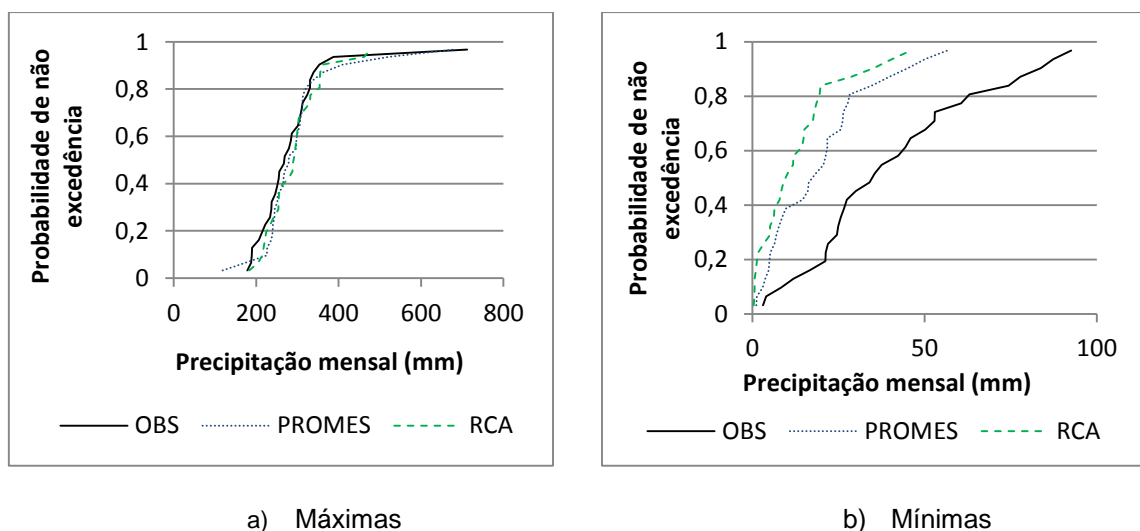 Probabilidade de não
excedência
1
0,8
0,6
0,4
0,2
0
0 200 400 600 800
Precipitação mensal (mm)
OBS PROMES RCA
a) Máximas
Probabilidade de não
excedência
1
0,8
0,6
0,4
0,2
0
0 50 100
Precipitação mensal (mm)
OBS PROMES RCA
b) Mínimas